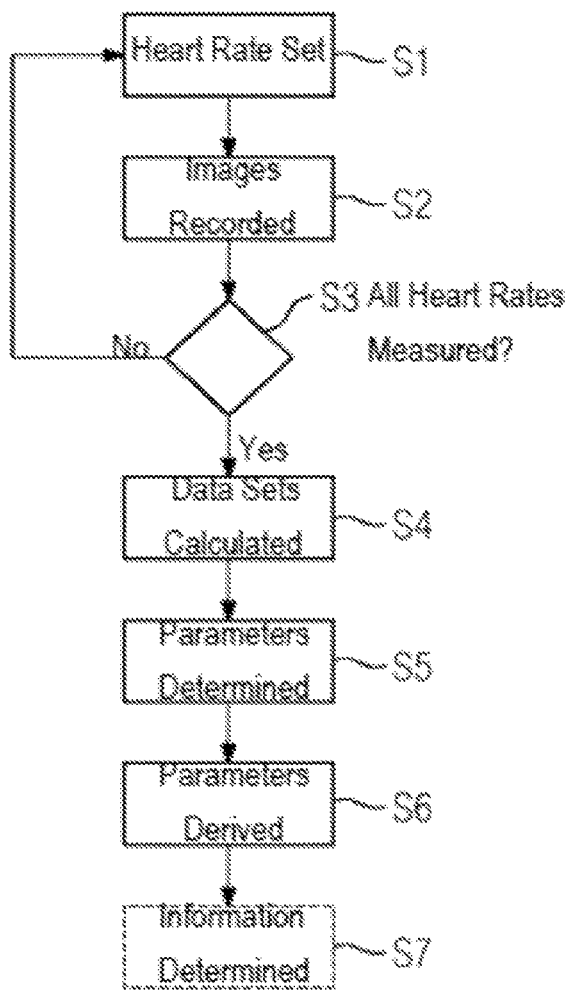 Heart Rate Set
S1
Images
Recorded
S2
S3 All Heart Rates
Measured?
No
Yes
Data Sets
Calculated
S4
Parameters
Determined
S5
Parameters
Derived
S6
Information
Determined
S7